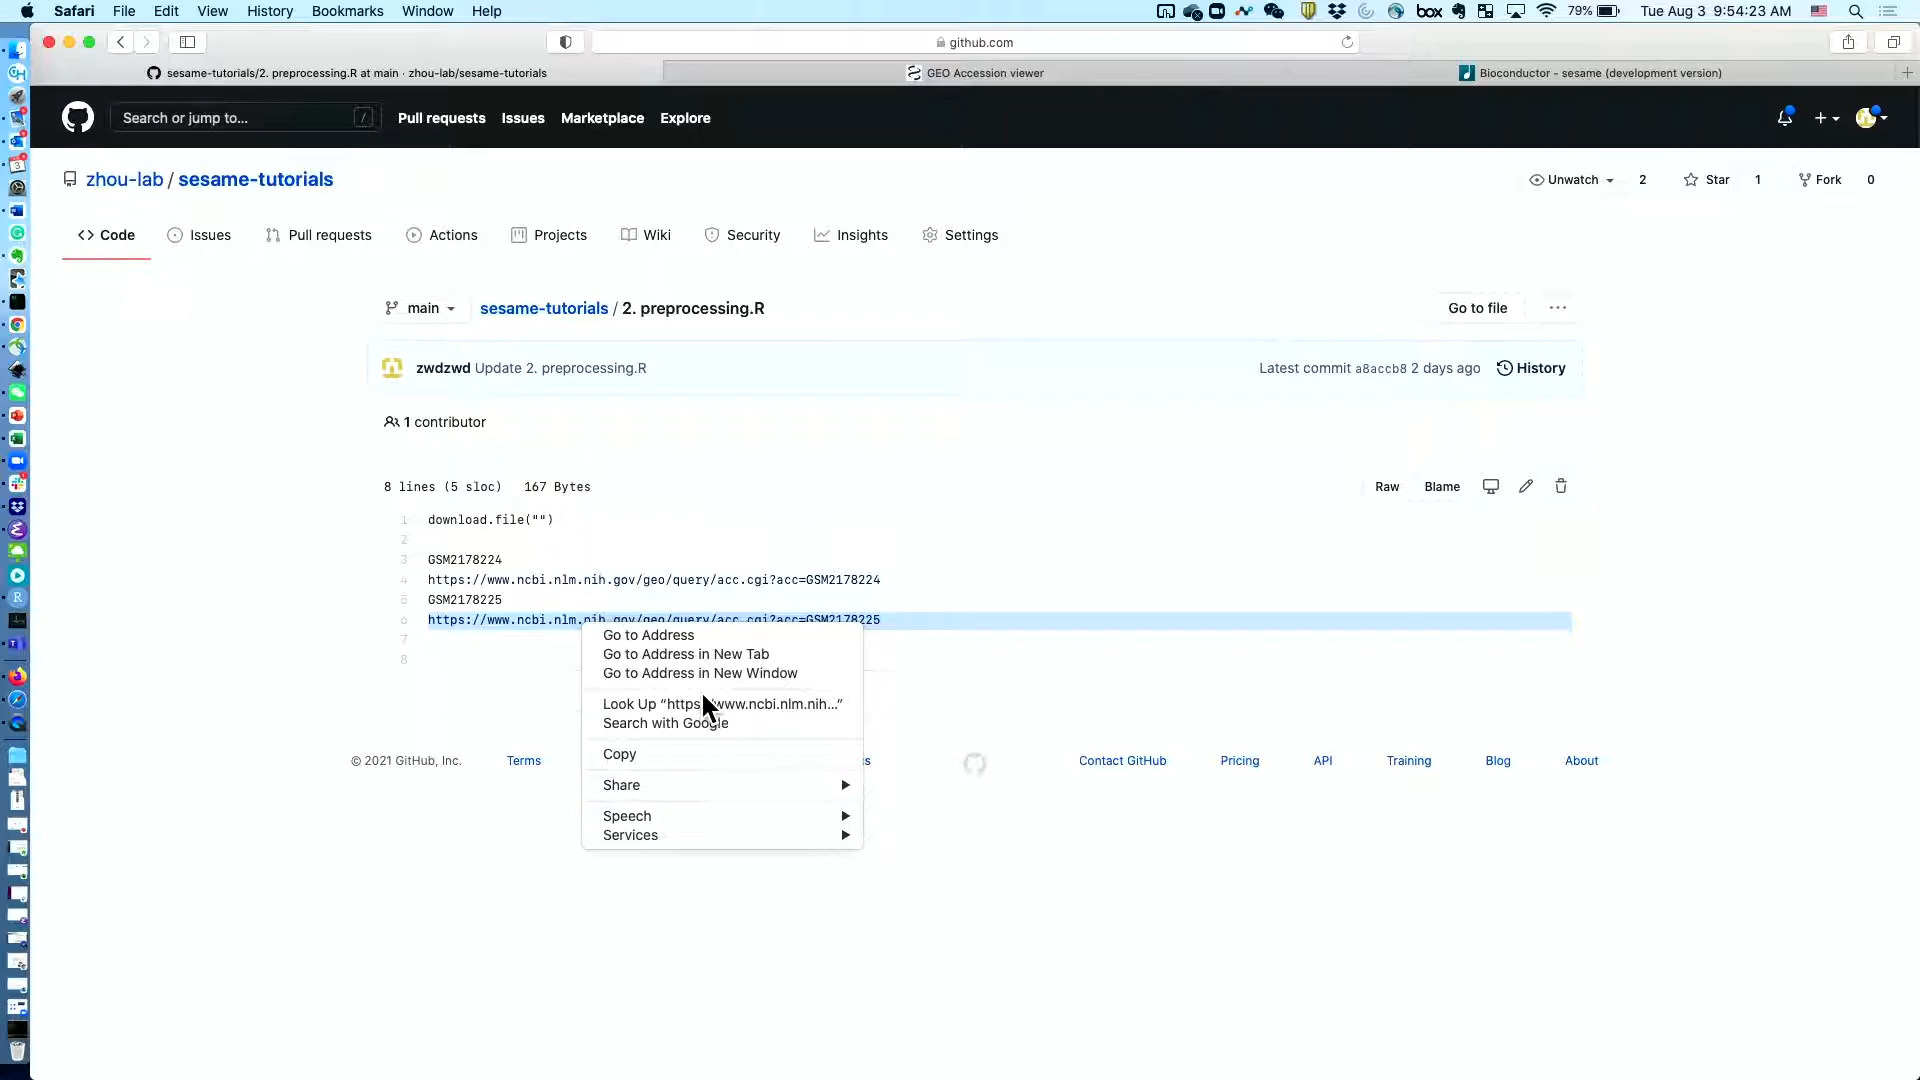 Safari File Edit View History Bookmarks Window Help
box
79%
Tue Aug 3 9:54:23 AM
github.com
sesame-tutorials/2. preprocessing.R at main · zhou-lab/sesame-tutorials
GEO Accession viewer
Bioconductor - sesame (development version)
Search or jump to... /
Pull requests Issues Marketplace Explore
zhou-lab / sesame-tutorials
Unwatch 2
Star 1
Fork 0
Code Issues Pull requests Actions Projects Wiki Security Insights Settings
main
sesame-tutorials / 2. preprocessing.R
Go to file
zwdzwd Update 2. preprocessing.R
Latest commit a8accb8 2 days ago
History
1 contributor
8 lines (5 sloc) 167 Bytes
Raw Blame
1 download.file("")
2
3 GSM2178224
4 https://www.ncbi.nlm.nih.gov/geo/query/acc.cgi?acc=GSM2178224
5 GSM2178225
6 https://www.ncbi.nlm.nih.gov/geo/query/acc.cgi?acc=GSM2178225
7
8
Go to Address
Go to Address in New Tab
Go to Address in New Window
Look Up “https://www.ncbi.nlm.nih...”
Search with Google
Copy
Share
Speech
Services
© 2021 GitHub, Inc.
Terms
Contact GitHub
Pricing
API
Training
Blog
About